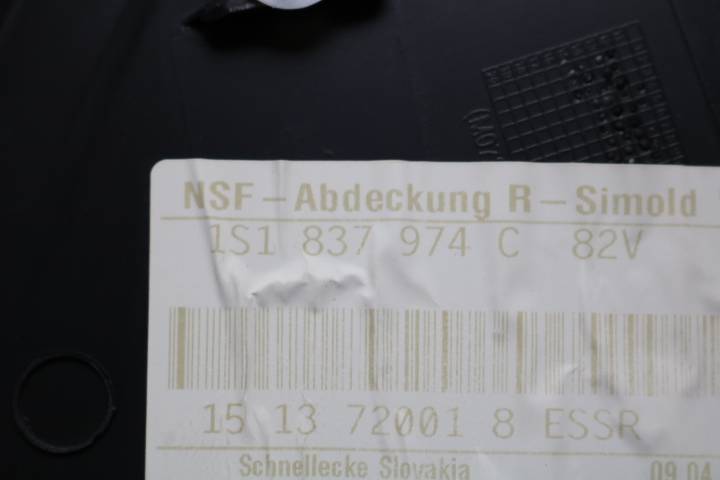 NSF – Abdeckung R – Simold
1S1 837 974 C 82V
15 13 72001 8 ESSR
Schnellecke Slovakia 09.04